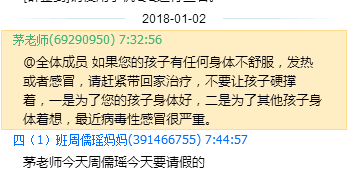 2018-01-02
茅老师(69290950) 7:32:56
@全体成员 如果您的孩子有任何身体不舒服，发热
或者感冒，请赶紧带回家治疗，不要让孩子硬撑
着，一是为了您的孩子身体好，二是为了其他孩子身
体着想，最近病毒性感冒很严重。
四（1）班周儒瑶妈妈(391466755) 7:44:57
茅老师今天周儒瑶今天要请假的